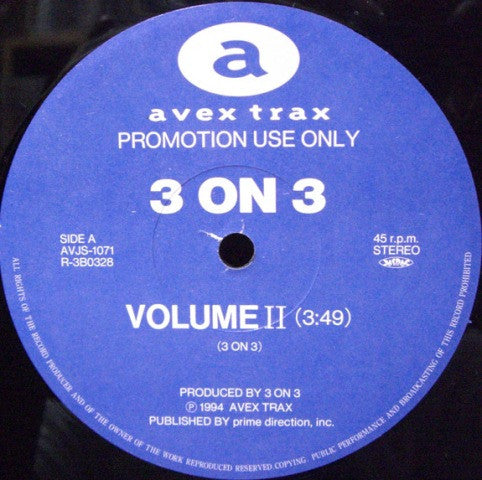 a
avex trax
PROMOTION USE ONLY
3 ON 3
SIDE A
AVJS-1071
R-3B0328
45 r.p.m.
STEREO
VOLUME II (3:49)
(3 ON 3)
PRODUCED BY 3 ON 3
Ⓟ 1994 AVEX TRAX
PUBLISHED BY prime direction, inc.
ALL RIGHTS OF THE RECORD PRODUCER AND OF THE OWNER OF THE WORK REPRODUCED RESERVED COPYING PUBLIC PERFORMANCE AND BROADCASTING OF THIS RECORD PROHIBITED